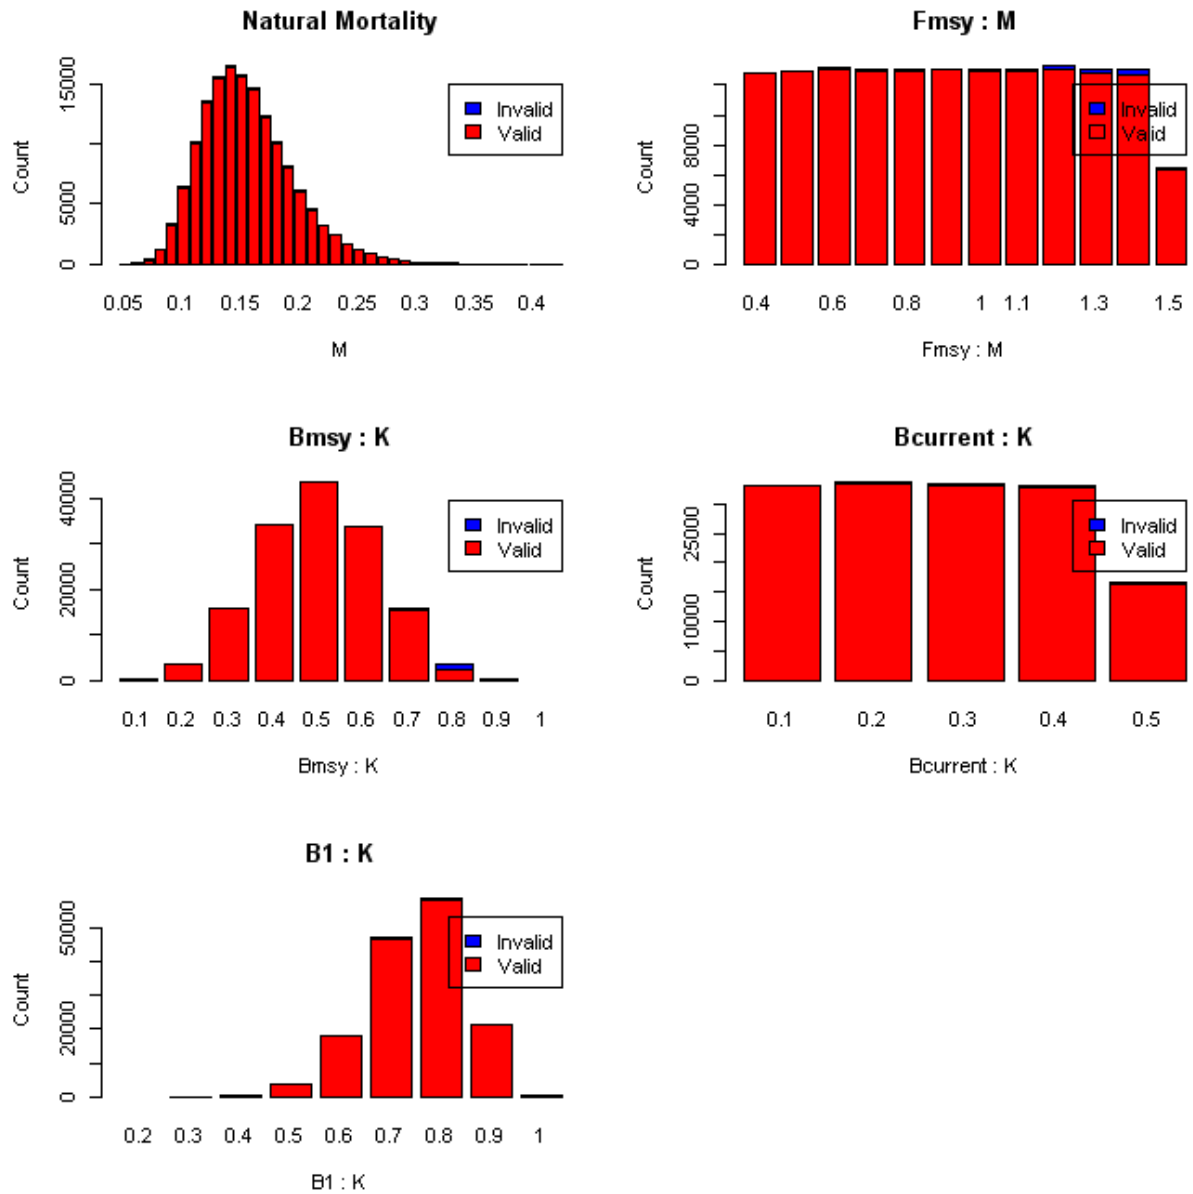 Natural Mortality
Count
15000
5000
0
Invalid
Valid
0.05 0.1 0.15 0.2 0.25 0.3 0.35 0.4
M
Fmsy : M
Count
8000
4000
0
Invalid
Valid
0.4 0.6 0.8 1 1.1 1.3 1.5
Fmsy : M
Bmsy : K
Count
40000
20000
0
Invalid
Valid
0.1 0.2 0.3 0.4 0.5 0.6 0.7 0.8 0.9 1
Bmsy : K
Bcurrent : K
Count
25000
10000
0
Invalid
Valid
0.1 0.2 0.3 0.4 0.5
Bcurrent : K
B1 : K
Count
50000
20000
0
Invalid
Valid
0.2 0.3 0.4 0.5 0.6 0.7 0.8 0.9 1
B1 : K